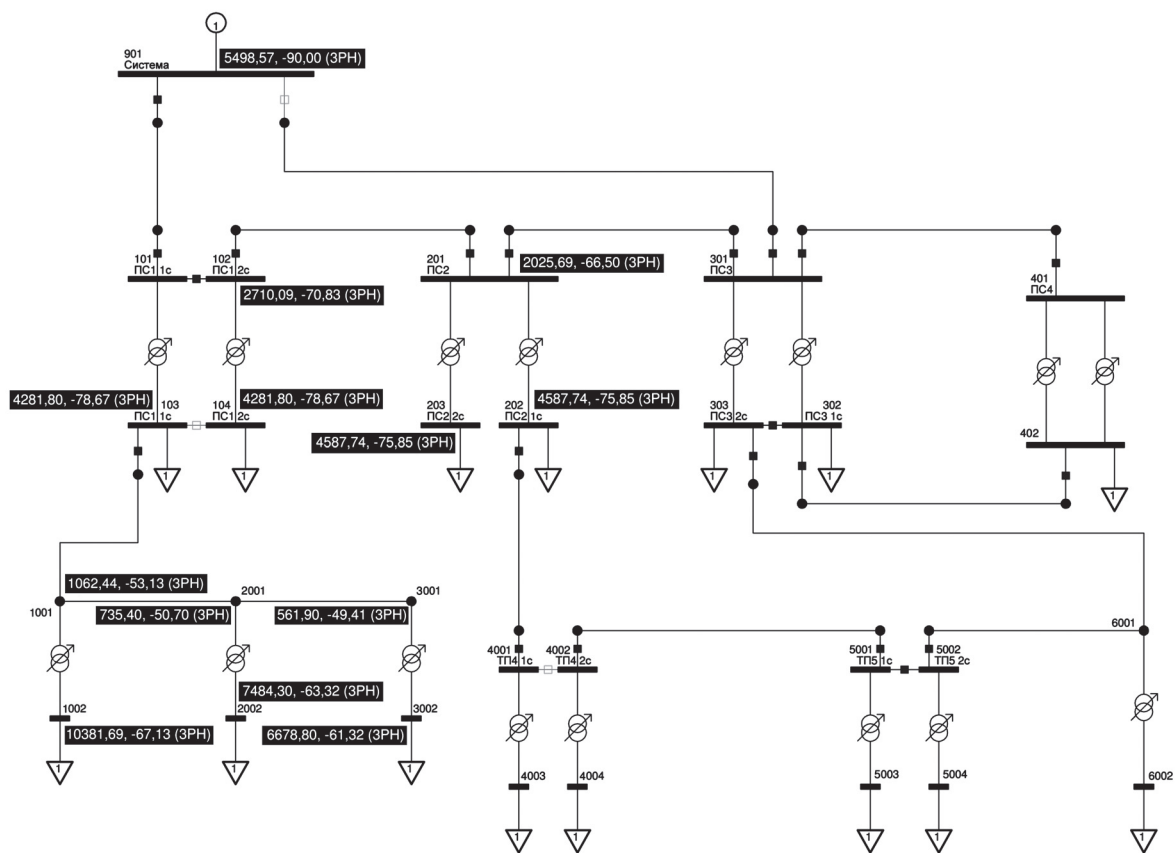 1
901
Система
5498,57, -90,00 (3PH)
101
ПС1 1с
102
ПС1 2с
2710,09, -70,83 (3PH)
201
ПС2
2025,69, -66,50 (3PH)
301
ПС3
401
ПС4
4281,80, -78,67 (3PH)
103
ПС1 1с
104
ПС1 2с
4281,80, -78,67 (3PH)
203
ПС2 2с
4587,74, -75,85 (3PH)
202
ПС2 1с
4587,74, -75,85 (3PH)
303
ПС3 2с
302
ПС3 1с
402
1
1
1
1
1
1
1
1062,44, -53,13 (3PH)
1001
2001
735,40, -50,70 (3PH)
3001
561,90, -49,41 (3PH)
6001
4001
ТП4 1с
4002
ТП4 2с
5001
ТП5 1с
5002
ТП5 2с
7484,30, -63,32 (3PH)
1002
2002
3002
10381,69, -67,13 (3PH)
6678,80, -61,32 (3PH)
1
1
1
4003
4004
5003
5004
6002
1
1
1
1
1